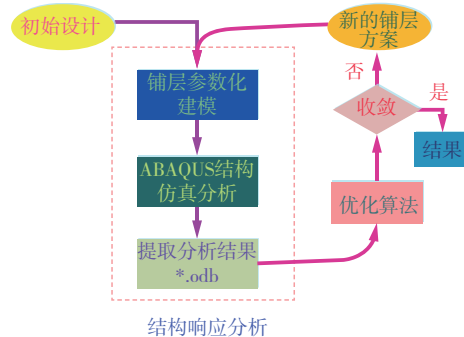 初始设计
新的铺层
方案
铺层参数化
建模
否
是
收敛
结果
ABAQUS结构
仿真分析
优化算法
提取分析结果
*.odb
结构响应分析